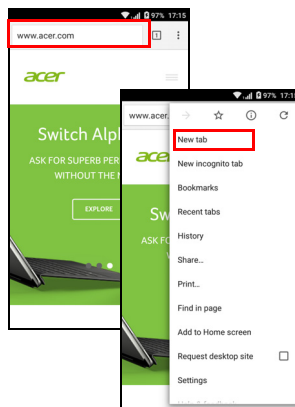 97% 17:15
www.acer.com
1
acer
Switch Alp
ASK FOR SUPERB PER
WITHOUT THE
EXPLORE
97% 17:15
www.acer.
acer
SW
ASK FO
New tab
New incognito tab
Bookmarks
Recent tabs
History
Share...
Print...
Find in page
Add to Home screen
Request desktop site
Settings